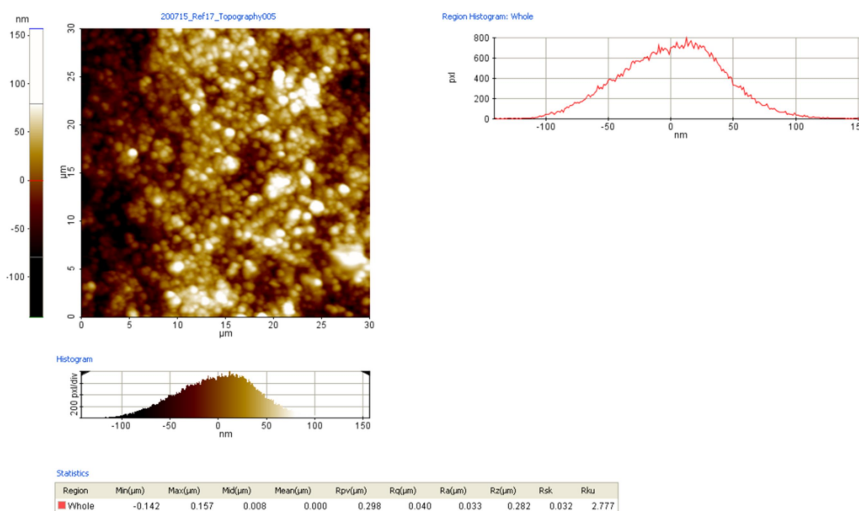 200715_Ref17_Topography005
nm
150
100
50
0
-50
-100
30
25
20
15
10
5
0
µm
0 5 10 15 20 25 30
µm
Region Histogram: Whole
800
600
400
200
0
pxl
-100 -50 0 50 100 150
nm
Histogram
200 pxl/div
-100 -50 0 50 100 150
nm
Statistics
Region Min(µm) Max(µm) Mid(µm) Mean(µm) Rpv(µm) Rq(µm) Ra(µm) Rz(µm) Rsk Rku
Whole -0.142 0.157 0.008 0.000 0.298 0.040 0.033 0.282 0.032 2.777